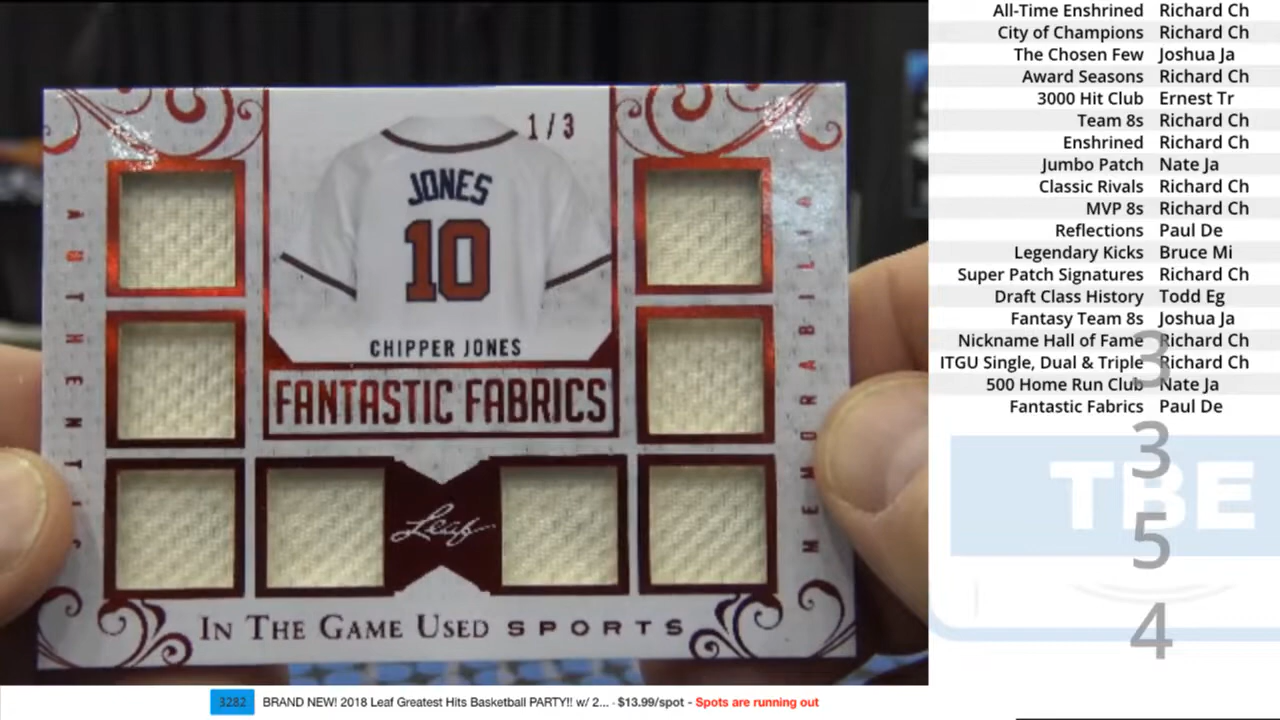 1/3
JONES
10
CHIPPER JONES
FANTASTIC FABRICS
AUTHENTIC
MEMORABILIA
Leaf
IN THE GAME USED SPORTS
All-Time Enshrined Richard Ch
City of Champions Richard Ch
The Chosen Few Joshua Ja
Award Seasons Richard Ch
3000 Hit Club Ernest Tr
Team 8s Richard Ch
Enshrined Richard Ch
Jumbo Patch Nate Ja
Classic Rivals Richard Ch
MVP 8s Richard Ch
Reflections Paul De
Legendary Kicks Bruce Mi
Super Patch Signatures Richard Ch
Draft Class History Todd Eg
Fantasy Team 8s Joshua Ja
Nickname Hall of Fame Richard Ch
ITGU Single, Dual & Triple Richard Ch
500 Home Run Club Nate Ja
Fantastic Fabrics Paul De
3
3
5
4
TBE
3282 BRAND NEW! 2018 Leaf Greatest Hits Basketball PARTY!! w/ 2... - $13.99/spot - Spots are running out